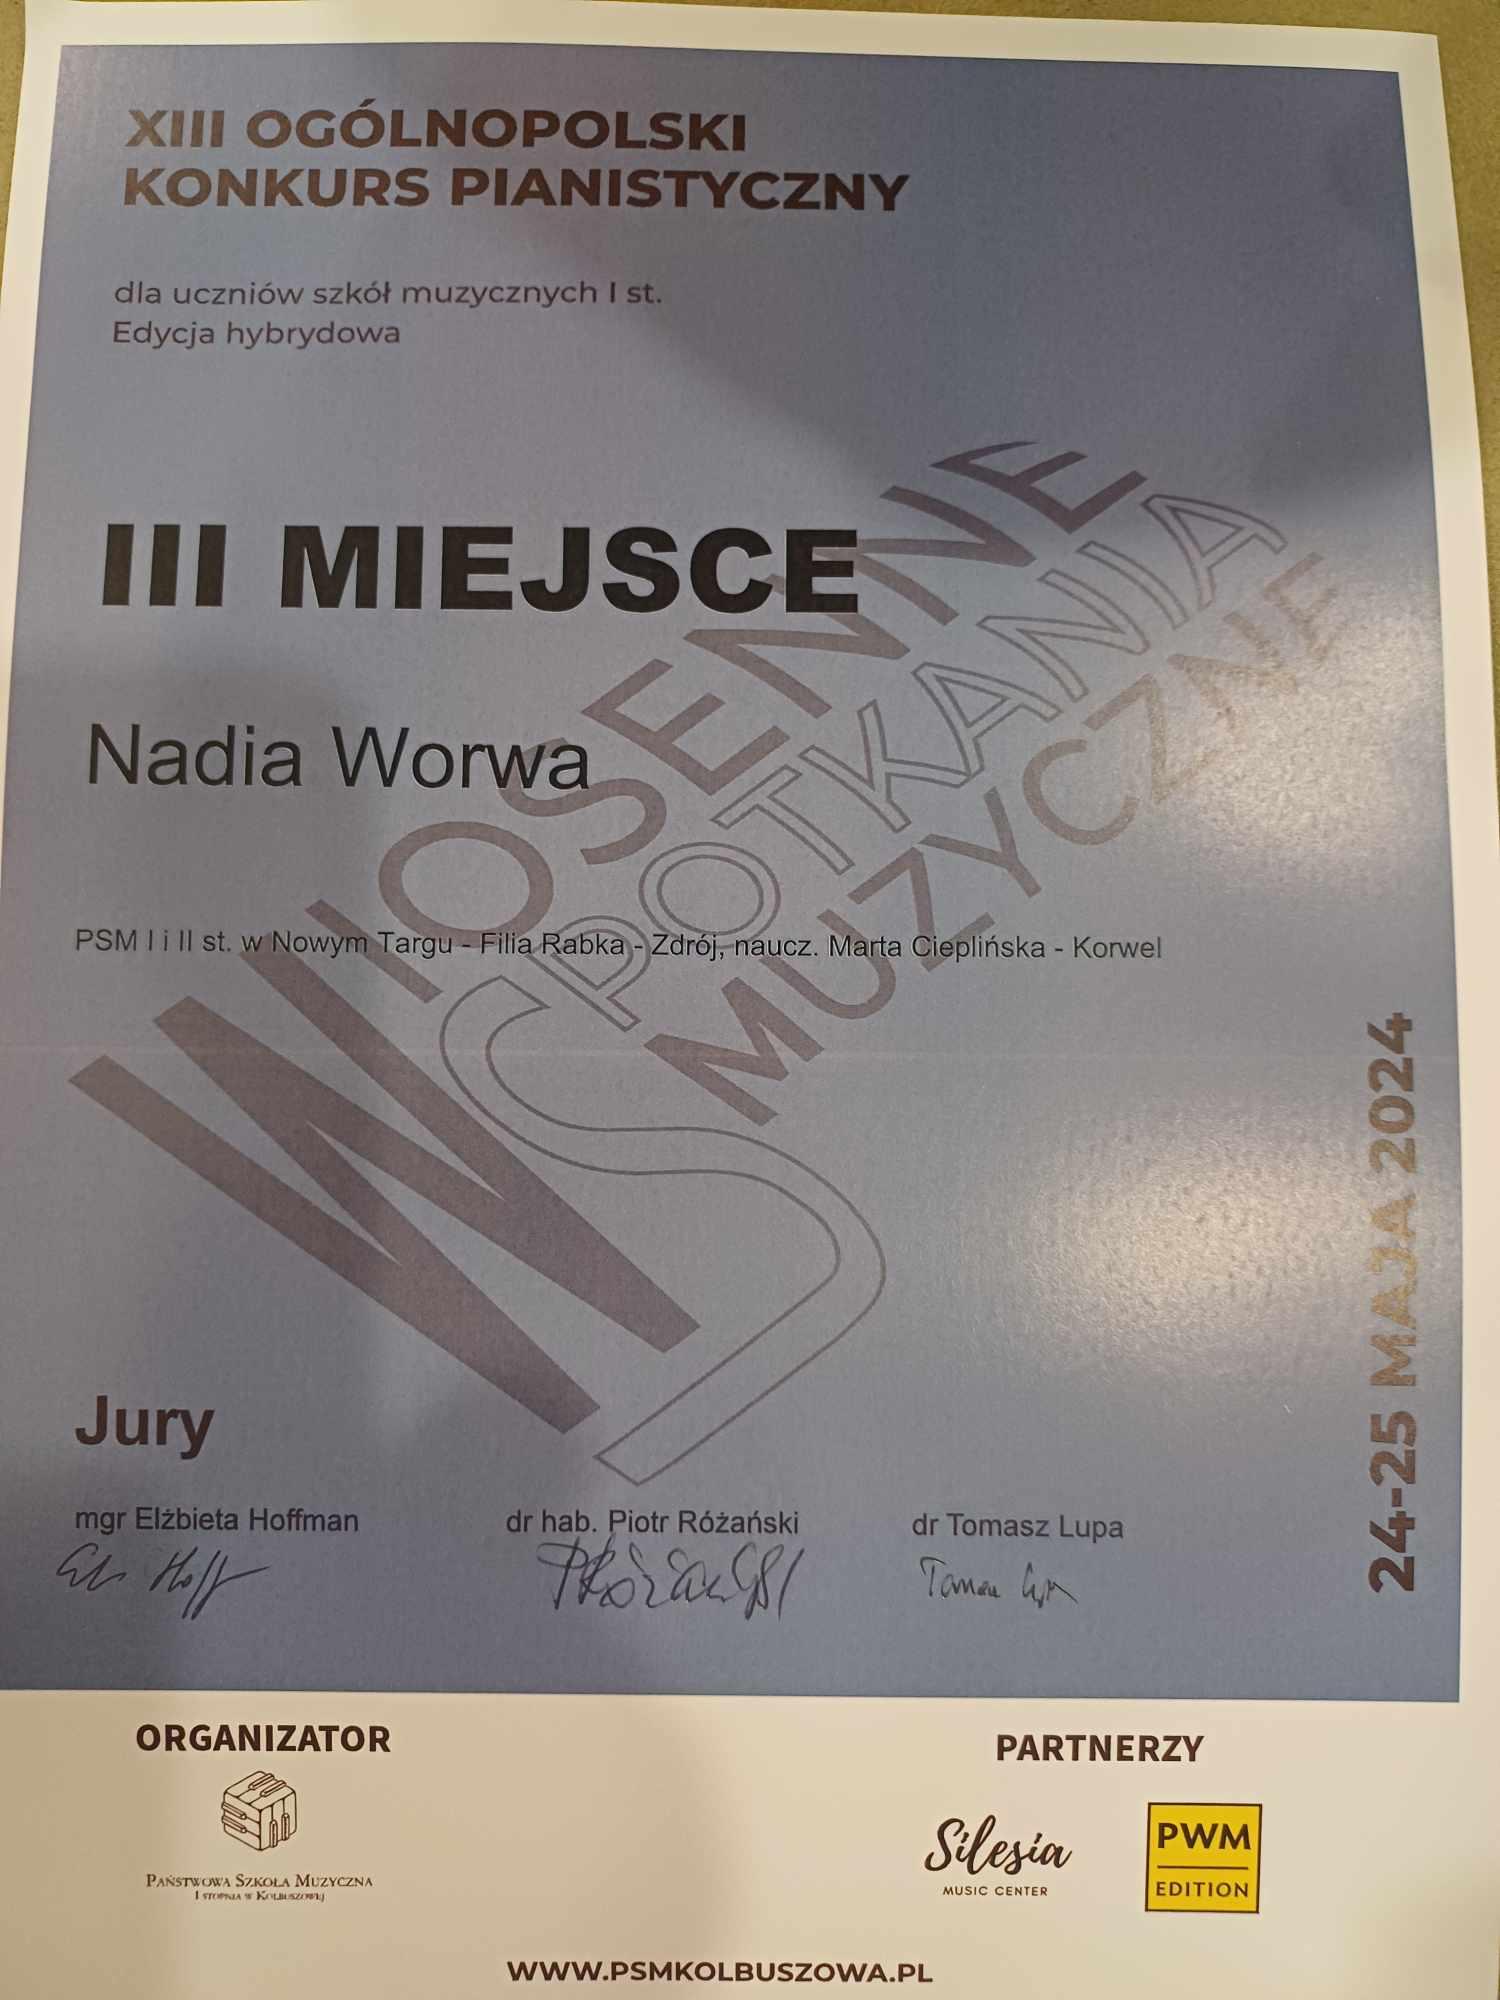 XIII OGÓLNOPOLSKI
KONKURS PIANISTYCZNY
dla uczniów szkół muzycznych I st.
Edycja hybrydowa
III MIEJSCE
Nadia Worwa
WIOSENNE
SPOTKANIA
MUZYCZNE
PSM I i II st. w Nowym Targu - Filia Rabka - Zdrój, naucz. Marta Cieplińska - Korwel
24-25 MAJA 2024
Jury
mgr Elżbieta Hoffman
dr hab. Piotr Różański
dr Tomasz Lupa
ORGANIZATOR
PAŃSTWOWA SZKOŁA MUZYCZNA
I STOPNIA W KOLBUSZOWEJ
PARTNERZY
Silesia
MUSIC CENTER
PWM
EDITION
WWW.PSMKOLBUSZOWA.PL